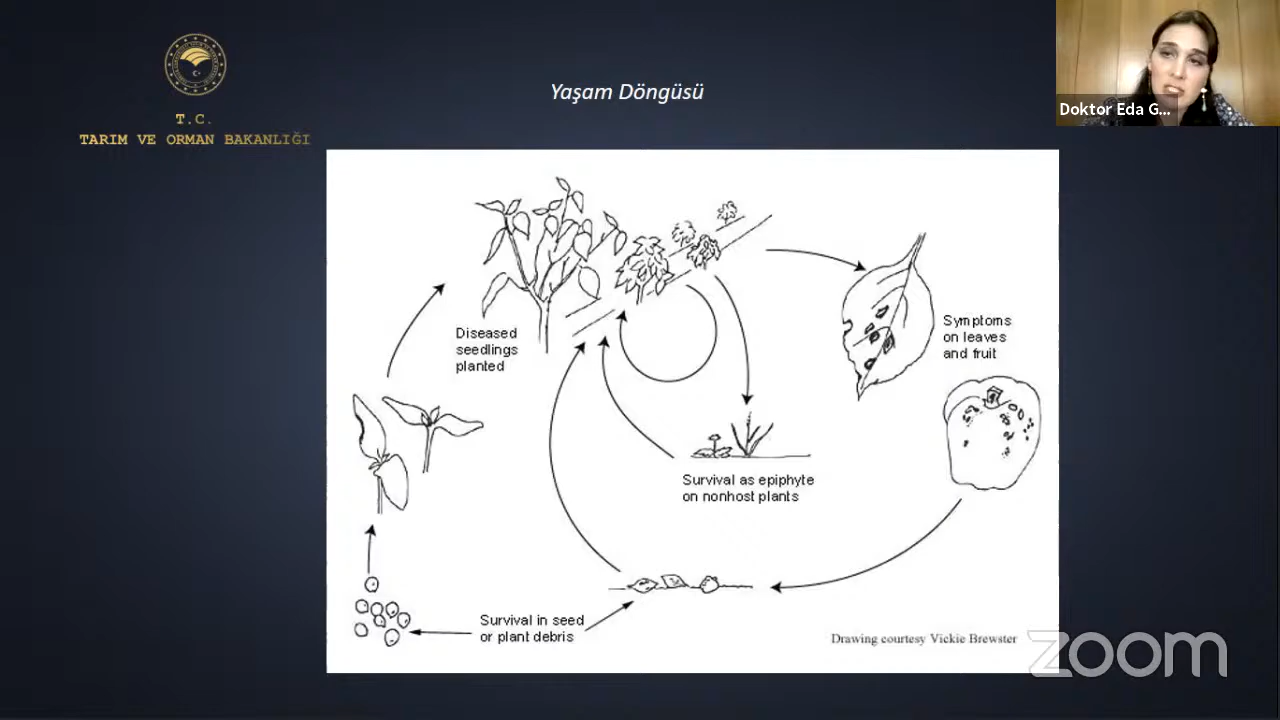 T.C.
TARIM VE ORMAN BAKANLIĞI
Yaşam Döngüsü
Doktor Eda G...
Diseased
seedlings
planted
Symptoms
on leaves
and fruit
Survival as epiphyte
on nonhost plants
Survival in seed
or plant debris
Drawing courtesy Vickie Brewster
zoom